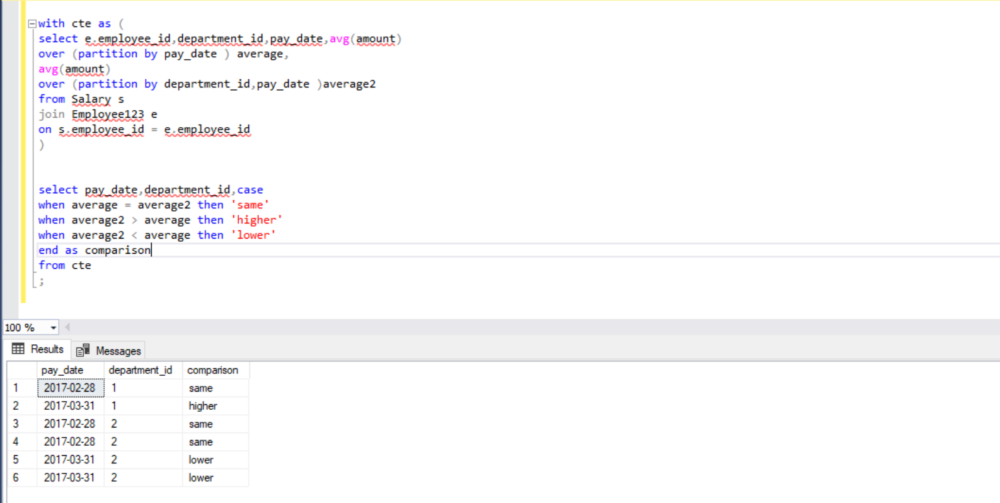 with cte as (
select e.employee_id,department_id,pay_date,avg(amount)
over (partition by pay_date ) average,
avg(amount)
over (partition by department_id,pay_date )average2
from Salary s
join Employee123 e
on s.employee_id = e.employee_id
)
select pay_date,department_id,case
when average = average2 then 'same'
when average2 > average then 'higher'
when average2 < average then 'lower'
end as comparison
from cte
;
100 %
Results Messages
pay_date department_id comparison
1 2017-02-28 1 same
2 2017-03-31 1 higher
3 2017-02-28 2 same
4 2017-02-28 2 same
5 2017-03-31 2 lower
6 2017-03-31 2 lower